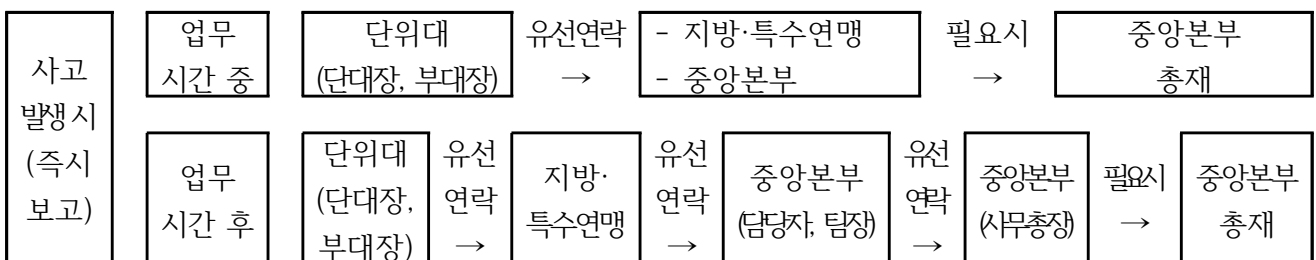 사고
발생 시
(즉시
보고)
업무
시간 중
단위대
(단대장, 부대장)
유선연락
→
- 지방·특수연맹
- 중앙본부
필요시
→
중앙본부
총재
업무
시간 후
단위대
(단대장,
부대장)
유선
연락
→
지방·
특수연맹
유선
연락
→
중앙본부
(담당자, 팀장)
유선
연락
→
중앙본부
(사무총장)
필요시
→
중앙본부
총재